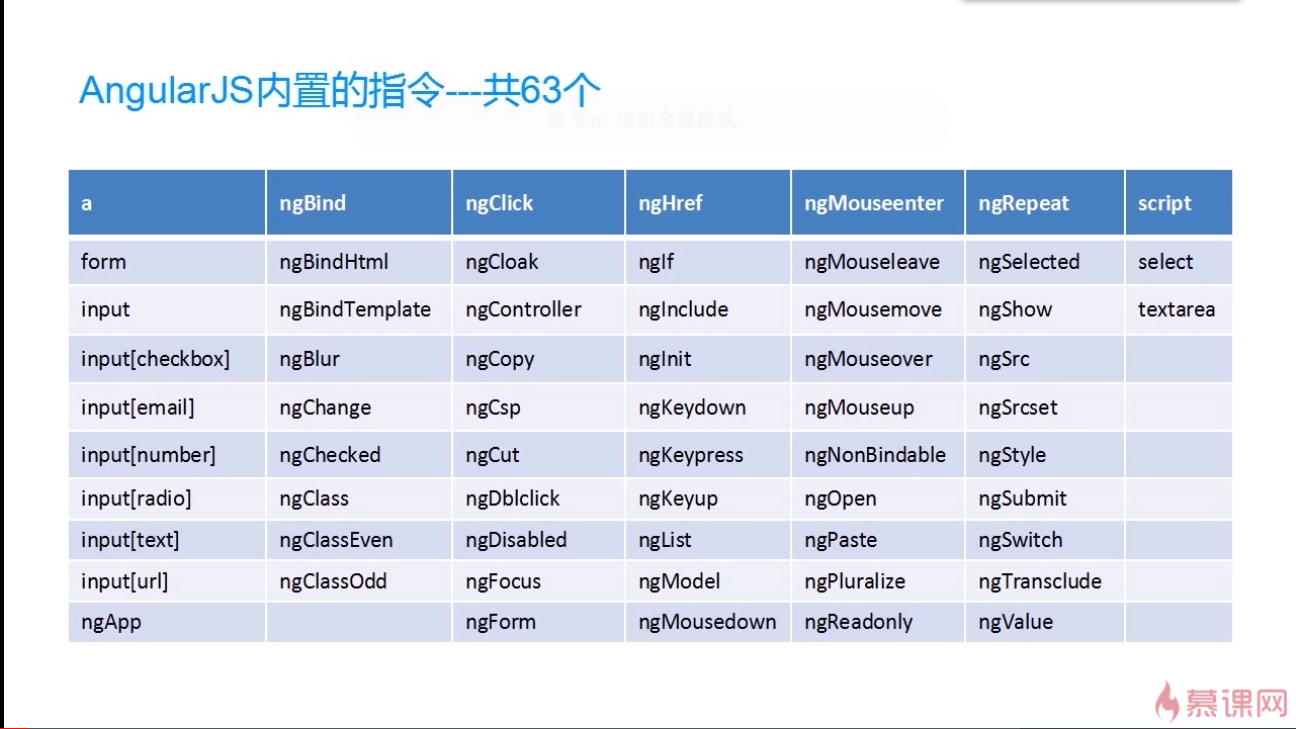 AngularJS内置的指令---共63个
按 Esc 退出全屏模式。
a ngBind ngClick ngHref ngMouseenter ngRepeat script
form ngBindHtml ngCloak ngIf ngMouseleave ngSelected select
input ngBindTemplate ngController ngInclude ngMousemove ngShow textarea
input[checkbox] ngBlur ngCopy ngInit ngMouseover ngSrc
input[email] ngChange ngCsp ngKeydown ngMouseup ngSrcset
input[number] ngChecked ngCut ngKeypress ngNonBindable ngStyle
input[radio] ngClass ngDblclick ngKeyup ngOpen ngSubmit
input[text] ngClassEven ngDisabled ngList ngPaste ngSwitch
input[url] ngClassOdd ngFocus ngModel ngPluralize ngTransclude
ngApp ngForm ngMousedown ngReadonly ngValue
慕课网